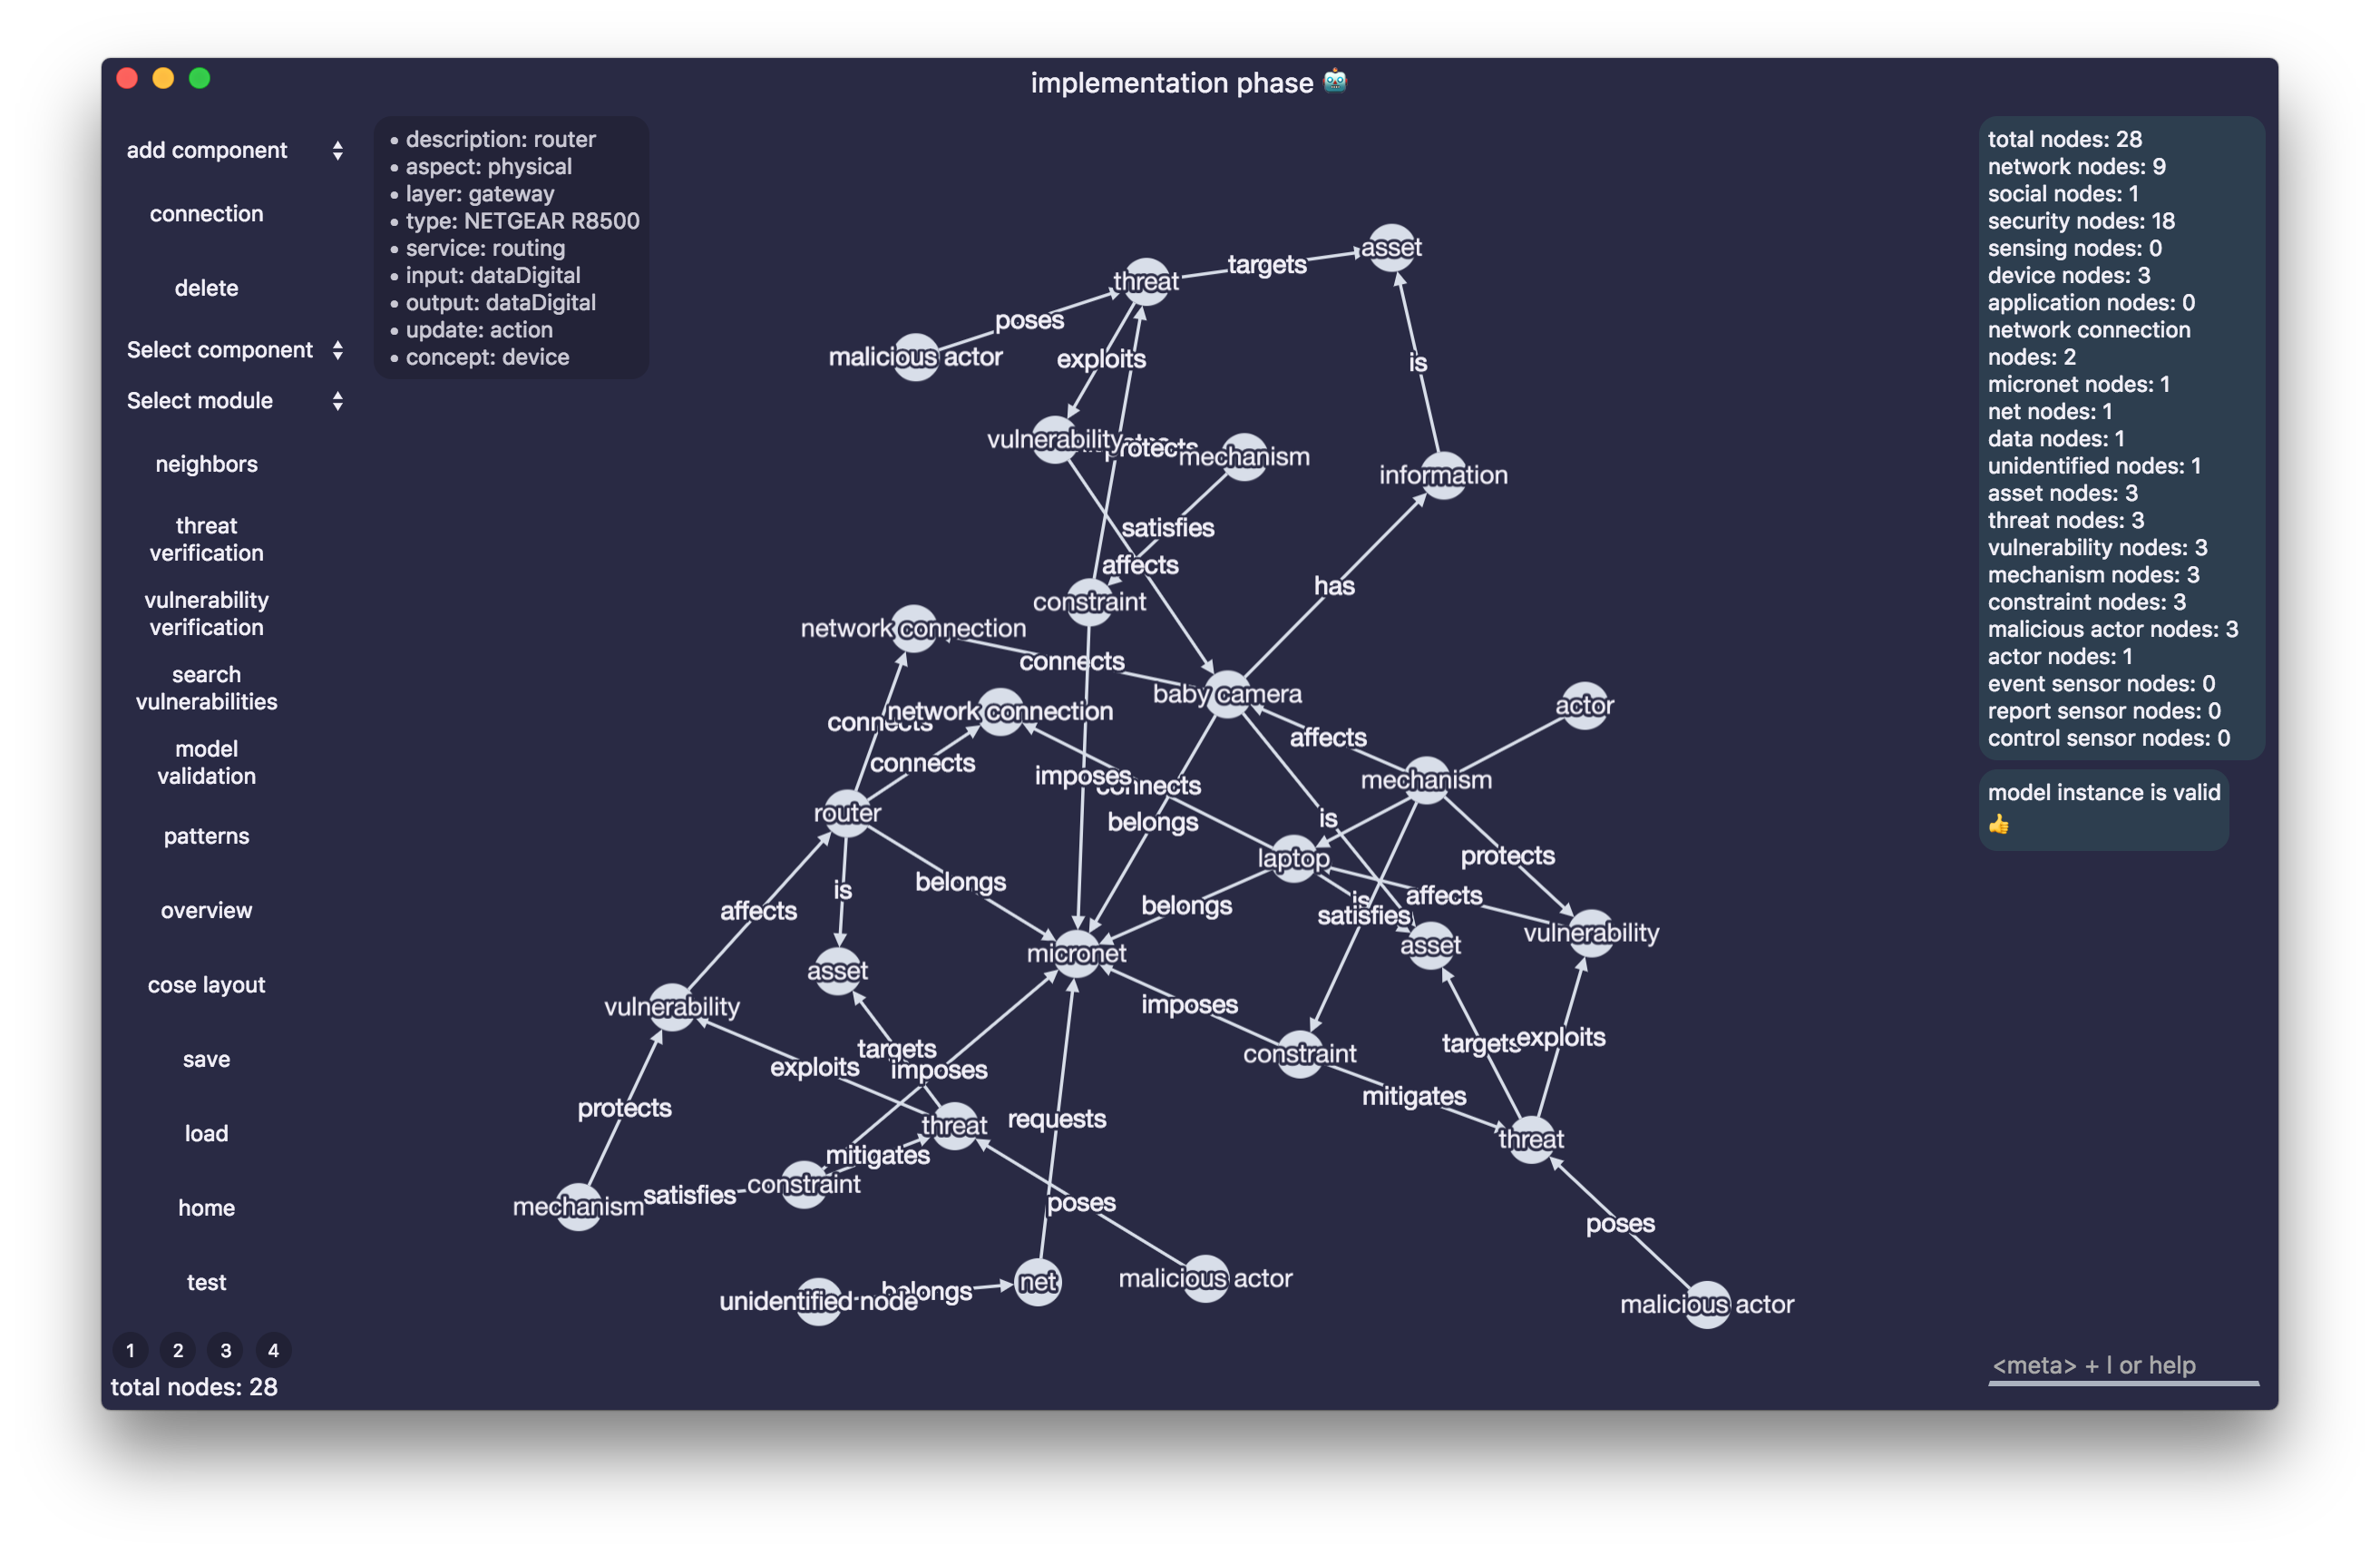 implementation phase 🤖
add component
connection
delete
Select component
Select module
neighbors
threat
verification
vulnerability
verification
search
vulnerabilities
model
validation
patterns
overview
cose layout
save
load
home
test
1 2 3 4
total nodes: 28
• description: router
• aspect: physical
• layer: gateway
• type: NETGEAR R8500
• service: routing
• input: dataDigital
• output: dataDigital
• update: action
• concept: device
asset
targets
threat
poses
malicious actor
exploits
is
vulnerability
protects
mechanism
information
satisfies
affects
has
constraint
network connection
connects
baby camera
actor
network connection
connects
affects
connects
imposes
connects
mechanism
router
belongs
is
laptop
protects
belongs
is
affects
is
belongs
satisfies
affects
vulnerability
asset
micronet
asset
vulnerability
imposes
targets
exploits
targets
exploits
imposes
constraint
mitigates
protects
requests
threat
threat
mitigates
constraint
satisfies
mechanism
poses
poses
net
malicious actor
belongs
unidentified node
malicious actor
total nodes: 28
network nodes: 9
social nodes: 1
security nodes: 18
sensing nodes: 0
device nodes: 3
application nodes: 0
network connection
nodes: 2
micronet nodes: 1
net nodes: 1
data nodes: 1
unidentified nodes: 1
asset nodes: 3
threat nodes: 3
vulnerability nodes: 3
mechanism nodes: 3
constraint nodes: 3
malicious actor nodes: 3
actor nodes: 1
event sensor nodes: 0
report sensor nodes: 0
control sensor nodes: 0
model instance is valid
👍
<meta> + l or help